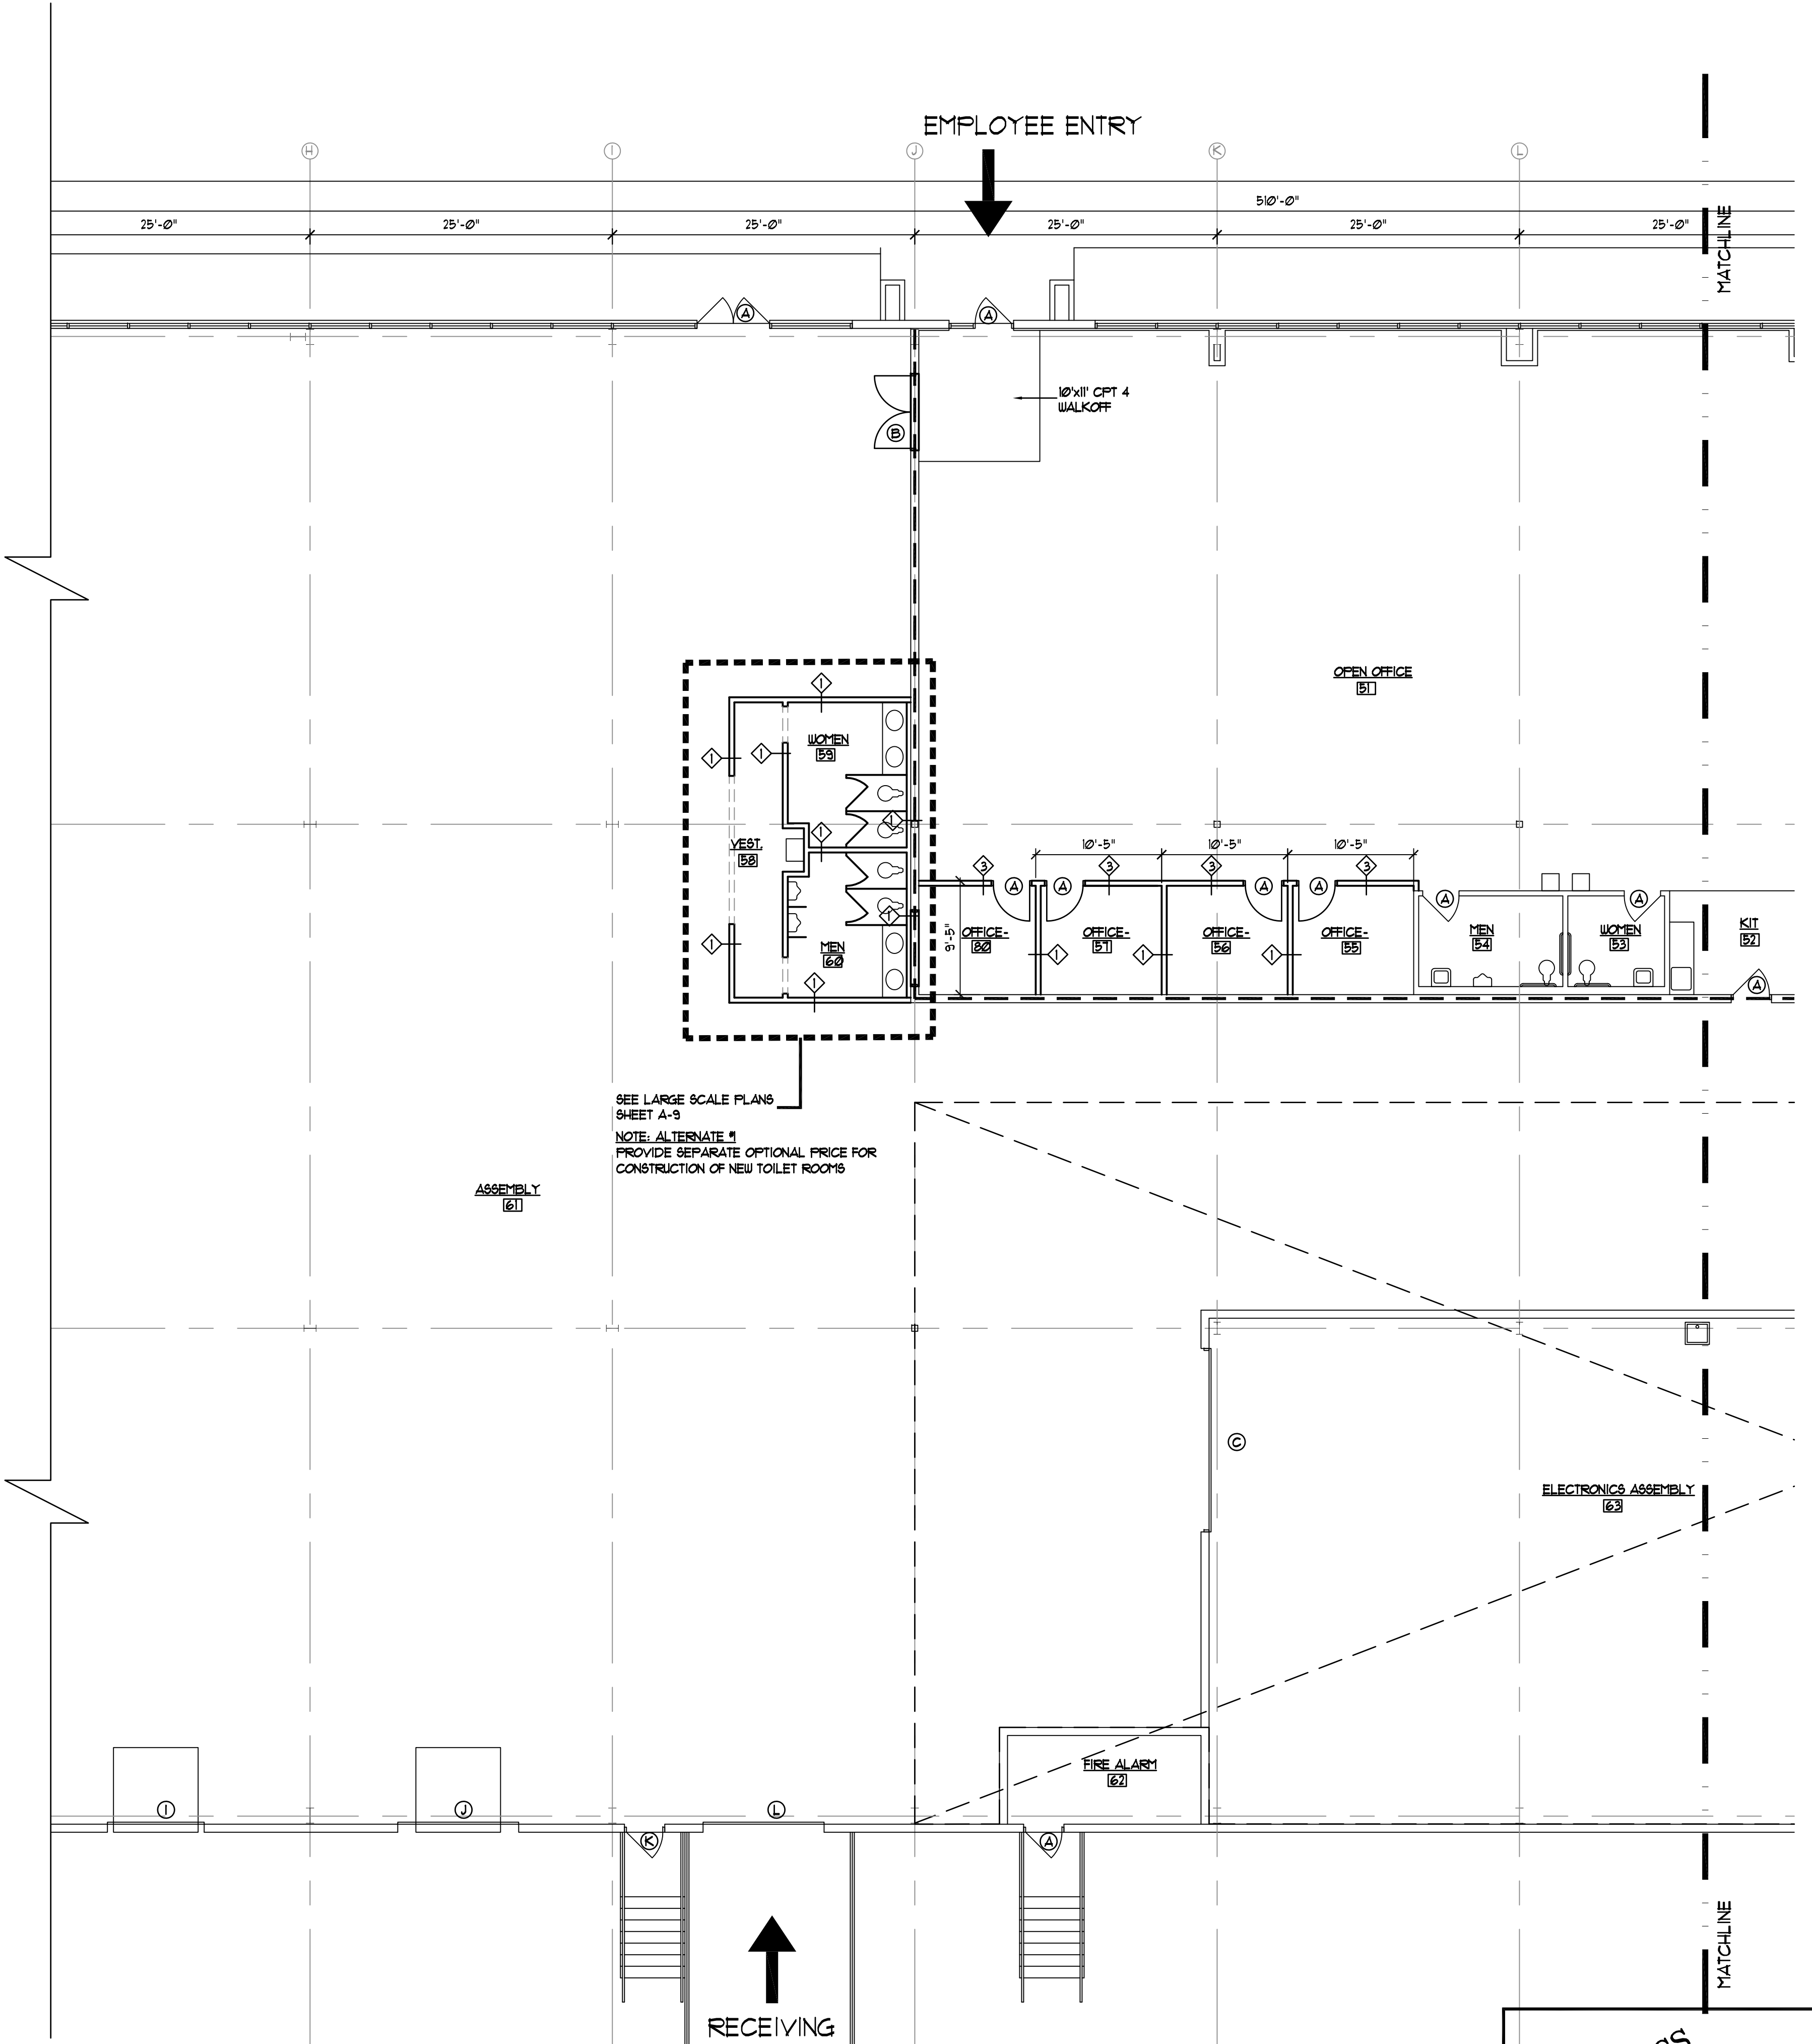 EMPLOYEE ENTRY
H
I
J
K
L
510'-0"
25'-0"
25'-0"
25'-0"
25'-0"
25'-0"
25'-0"
MATCHLINE
A
A
10'x11' CPT 4
WALKOFF
B
OPEN OFFICE
51
1
WOMEN
59
1
1
1
1
VEST.
58
10'-5"
10'-5"
10'-5"
3
3
3
3
A
A
A
A
A
A
1
9'-5"
OFFICE-
80
OFFICE-
57
OFFICE-
56
OFFICE-
55
MEN
54
WOMEN
53
KIT
52
1
MEN
60
1
1
1
1
A
SEE LARGE SCALE PLANS
SHEET A-9
NOTE: ALTERNATE #1
PROVIDE SEPARATE OPTIONAL PRICE FOR
CONSTRUCTION OF NEW TOILET ROOMS
ASSEMBLY
61
C
ELECTRONICS ASSEMBLY
63
FIRE ALARM
62
I
J
L
K
A
MATCHLINE
RECEIVING